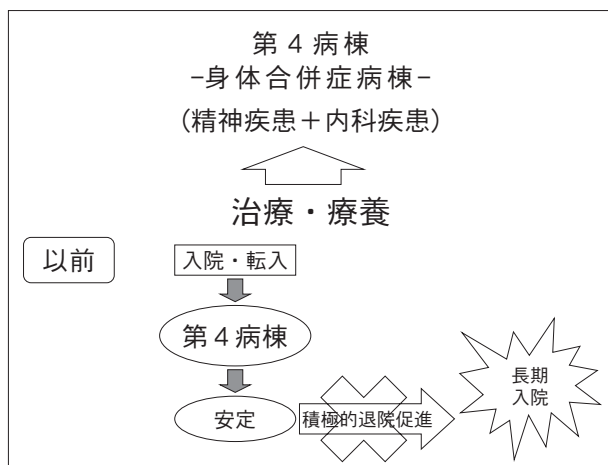 第４病棟
−身体合併症病棟−
（精神疾患＋内科疾患）
治療・療養
以前
入院・転入
第４病棟
安定
積極的退院促進
長期
入院